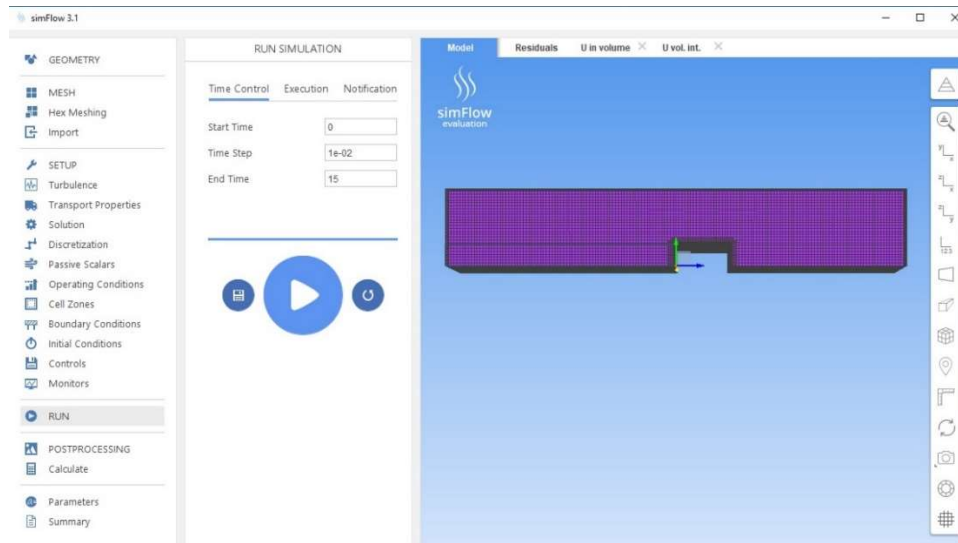 simFlow 3.1
GEOMETRY
MESH
Hex Meshing
Import
SETUP
Turbulence
Transport Properties
Solution
Discretization
Passive Scalars
Operating Conditions
Cell Zones
Boundary Conditions
Initial Conditions
Controls
Monitors
RUN
POSTPROCESSING
Calculate
Parameters
Summary
RUN SIMULATION
Time Control Execution Notification
Start Time 0
Time Step 1e-02
End Time 15
Model Residuals U in volume U vol. int.
simFlow
evaluation
y x
z x
z y
123